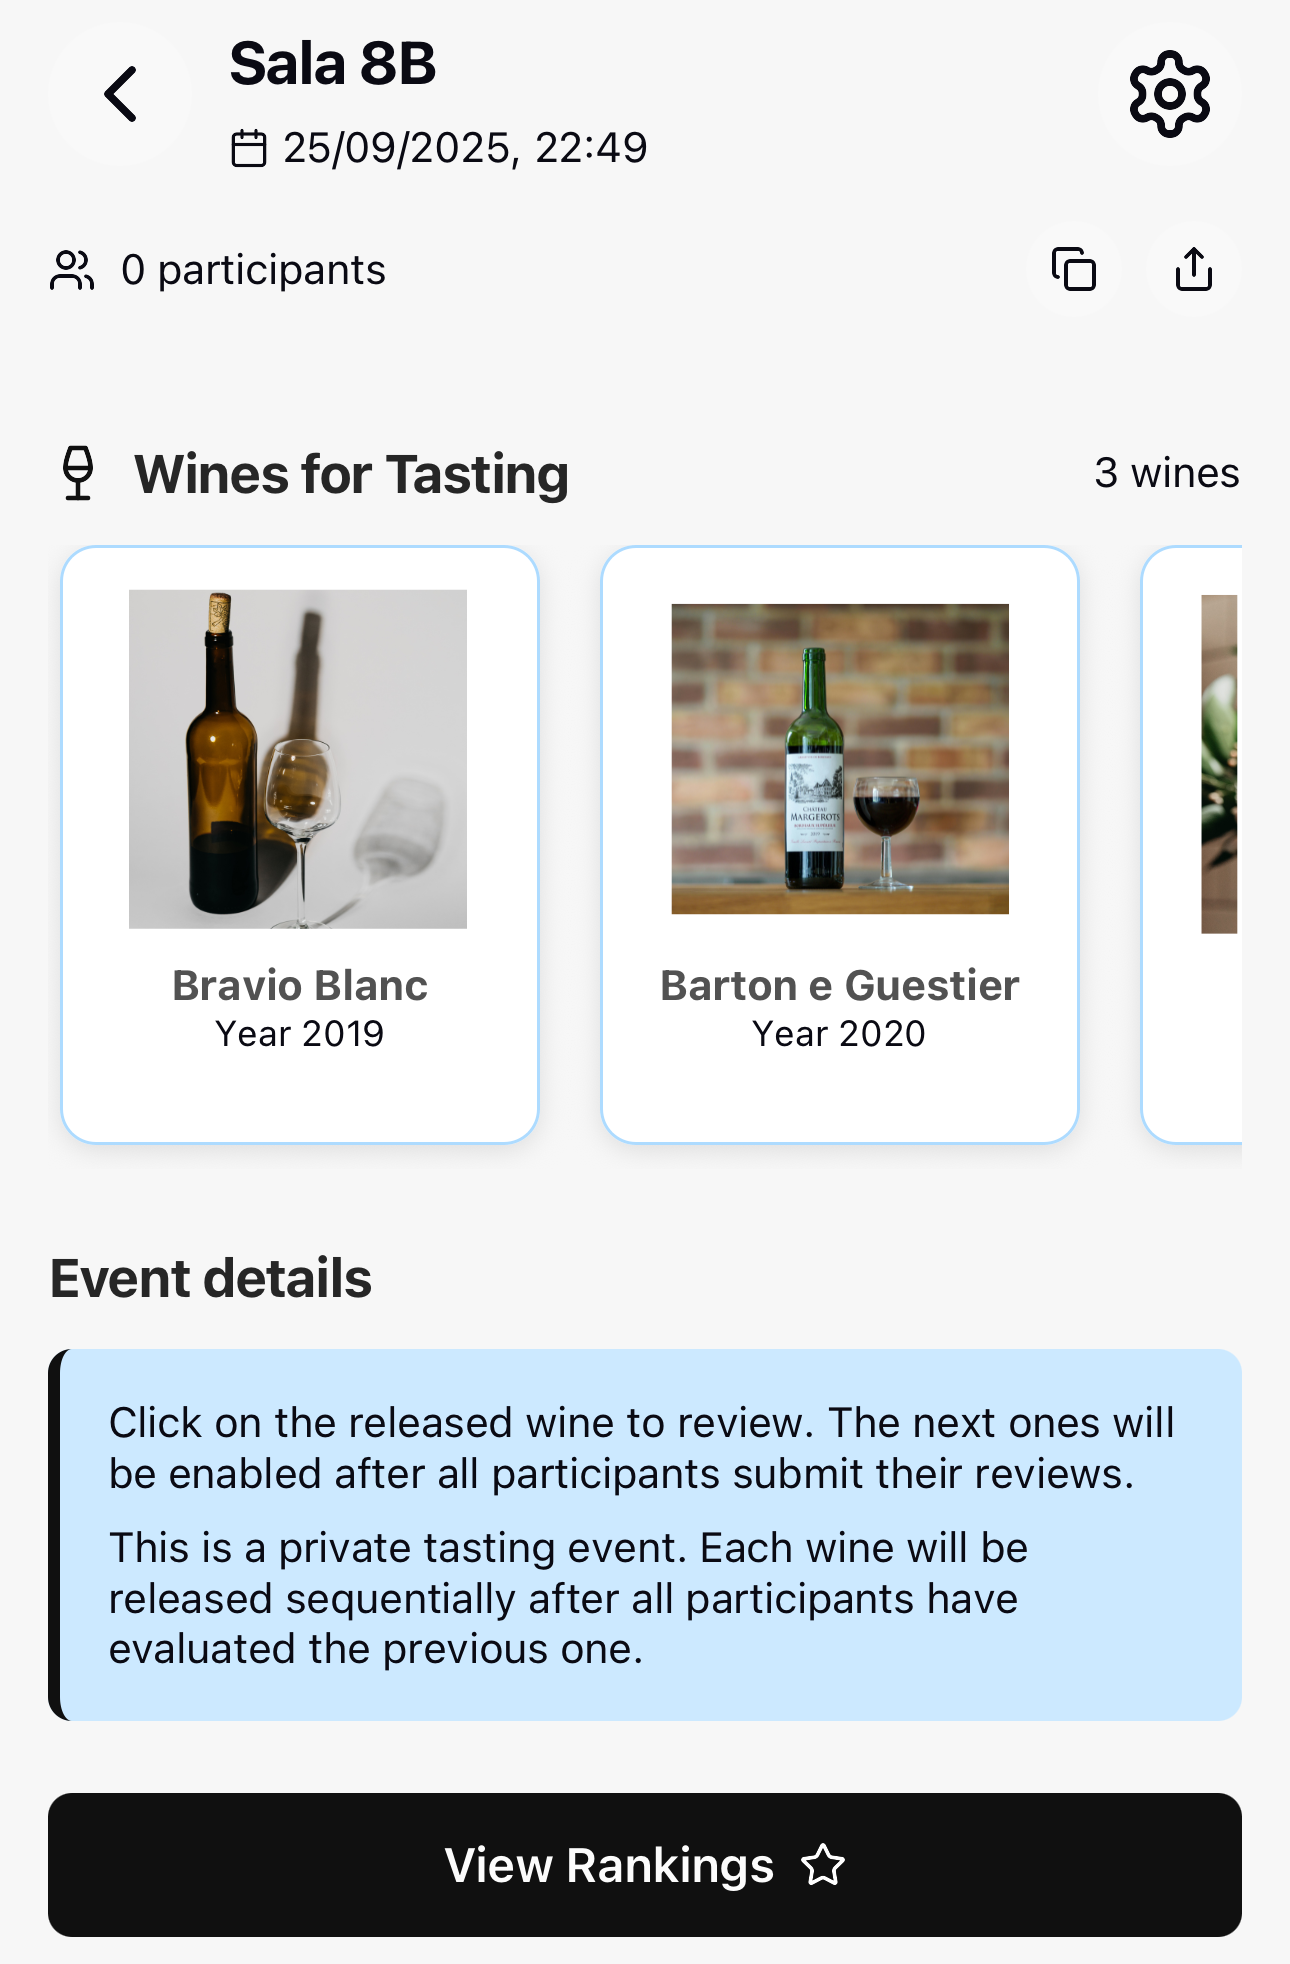 Sala 8B
25/09/2025, 22:49
0 participants
Wines for Tasting
3 wines
CHÂTEAU
MARGEROTS
Bravio Blanc
Year 2019
Barton e Guestier
Year 2020
Event details
Click on the released wine to review. The next ones will
be enabled after all participants submit their reviews.
This is a private tasting event. Each wine will be
released sequentially after all participants have
evaluated the previous one.
View Rankings